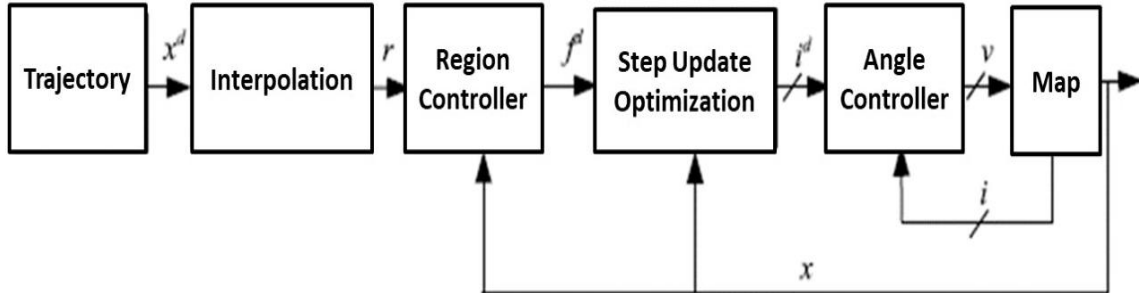 Trajectory
x^d
Interpolation
r
Region
Controller
f^d
Step Update
Optimization
i^d
Angle
Controller
v
Map
i
x